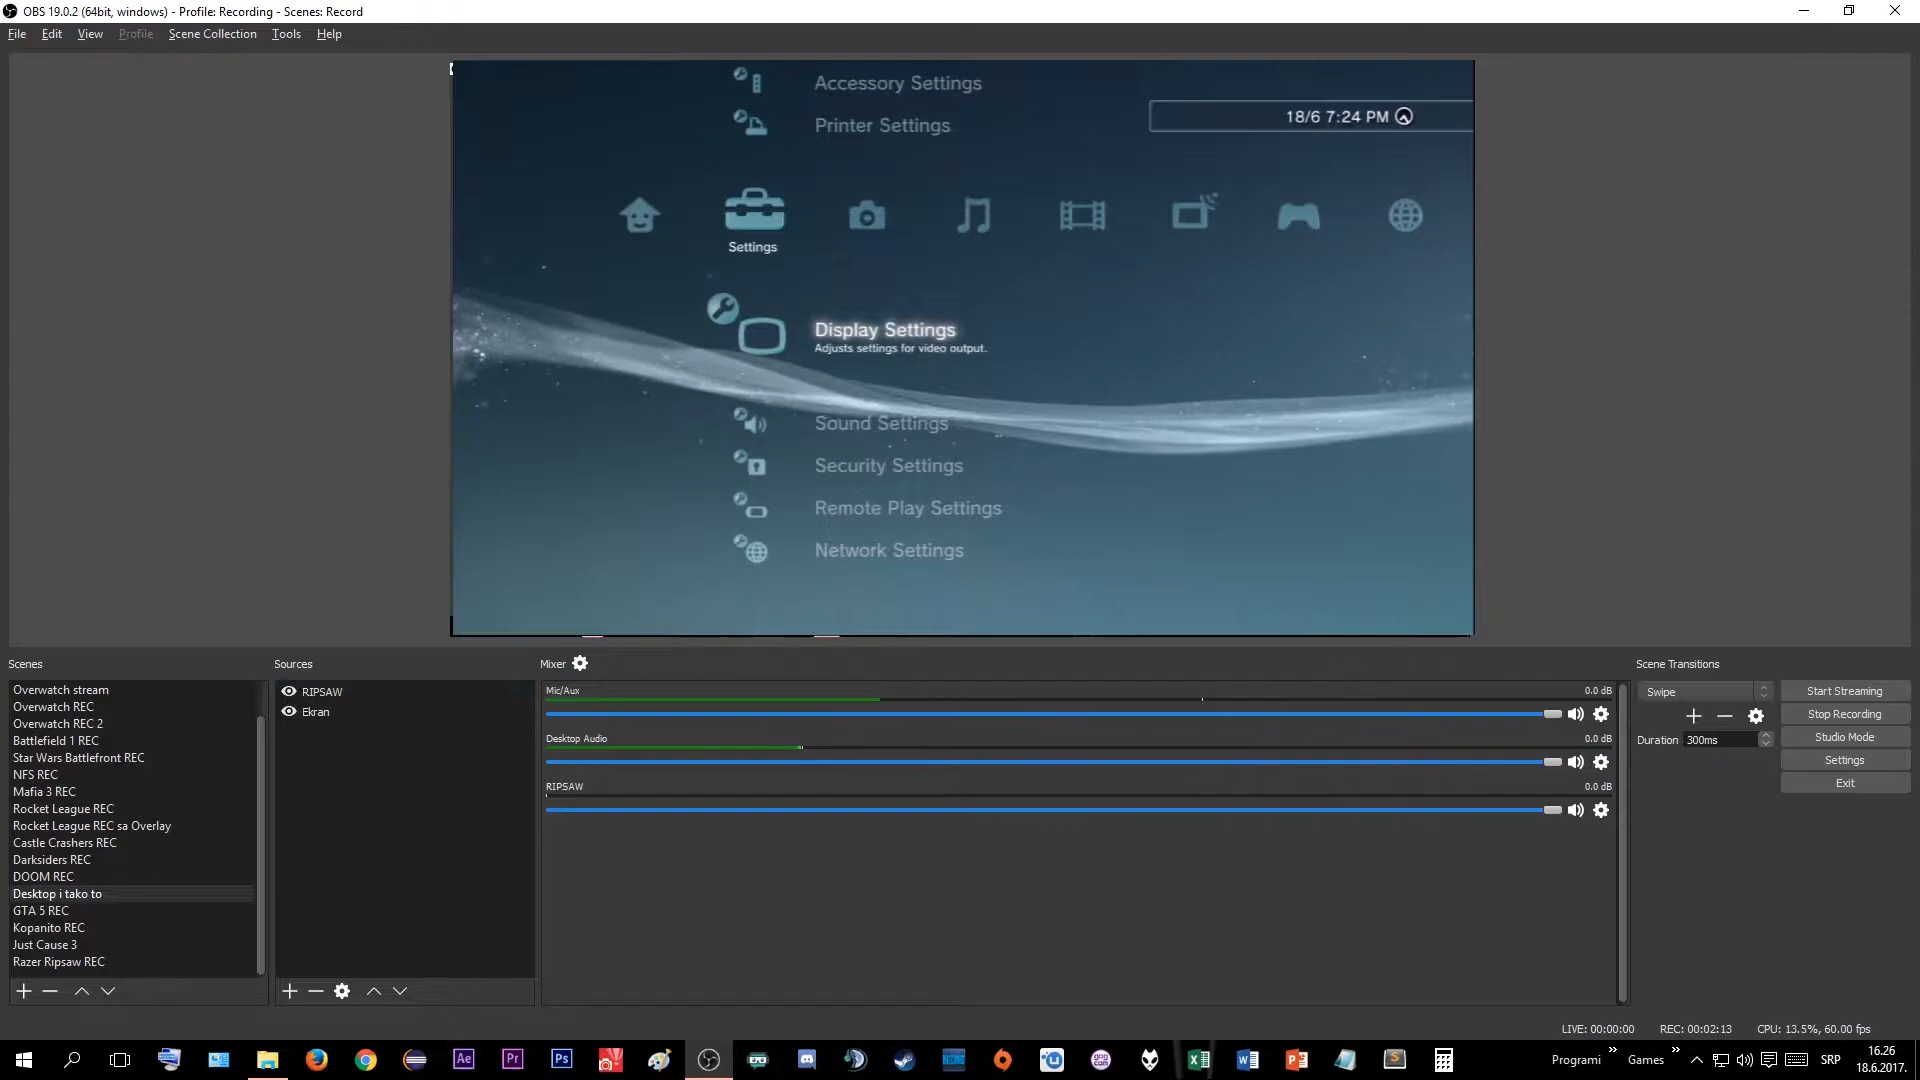 OBS 19.0.2 (64bit, windows) - Profile: Recording - Scenes: Record
File Edit View Profile Scene Collection Tools Help
Accessory Settings
18/6 7:24 PM
Printer Settings
Settings
Display Settings
Adjusts settings for video output.
Sound Settings
Security Settings
Remote Play Settings
Network Settings
Scenes
Overwatch stream
Overwatch REC
Overwatch REC 2
Battlefield 1 REC
Star Wars Battlefront REC
NFS REC
Mafia 3 REC
Rocket League REC
Rocket League REC sa Overlay
Castle Crashers REC
Darksiders REC
DOOM REC
Desktop i tako to
GTA 5 REC
Kopanito REC
Just Cause 3
Razer Ripsaw REC
Sources
RIPSAW
Ekran
Mixer
Mic/Aux 0.0 dB
Desktop Audio 0.0 dB
RIPSAW 0.0 dB
Scene Transitions
Swipe
Duration 300ms
Start Streaming
Stop Recording
Studio Mode
Settings
Exit
LIVE: 00:00:00 REC: 00:02:13 CPU: 13.5%, 60.00 fps
Ae Pr Ps
Programi » Games » SRP
16.26
18.6.2017.